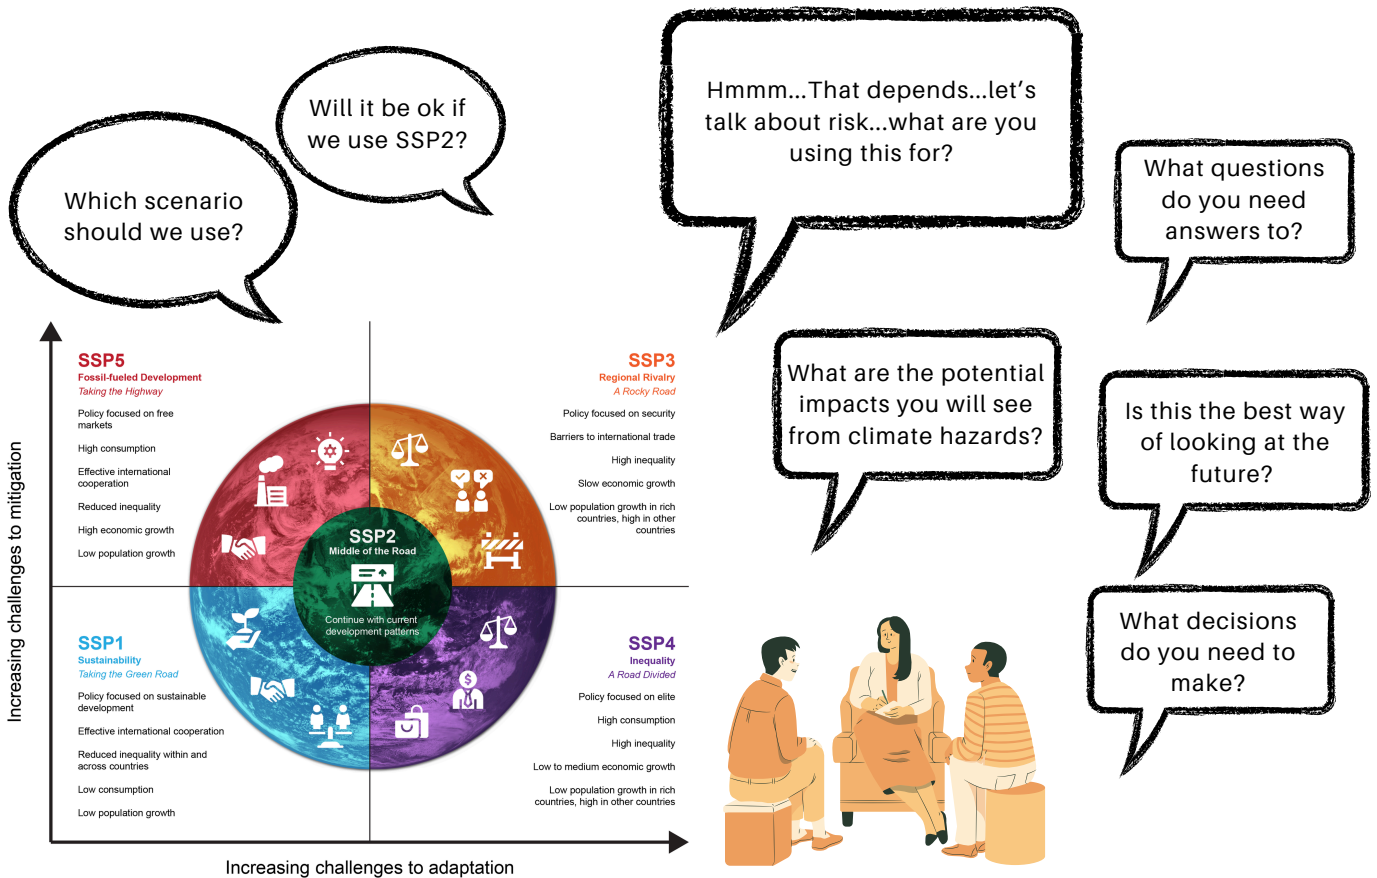 Which scenario
should we use?
Will it be ok if
we use SSP2?
Hmmm...That depends...let's
talk about risk...what are you
using this for?
What questions
do you need
answers to?
What are the potential
impacts you will see
from climate hazards?
Is this the best way
of looking at the
future?
What decisions
do you need to
make?
Increasing challenges to mitigation
SSP5
Fossil-fueled Development
Taking the Highway
Policy focused on free
markets
High consumption
Effective international
cooperation
Reduced inequality
High economic growth
Low population growth
SSP3
Regional Rivalry
A Rocky Road
Policy focused on security
Barriers to international trade
High inequality
Slow economic growth
Low population growth in rich
countries, high in other
countries
SSP2
Middle of the Road
Continue with current
development patterns
SSP1
Sustainability
Taking the Green Road
Policy focused on sustainable
development
Effective international cooperation
Reduced inequality within and
across countries
Low consumption
Low population growth
SSP4
Inequality
A Road Divided
Policy focused on elite
High consumption
High inequality
Low to medium economic growth
Low population growth in rich
countries, high in other countries
Increasing challenges to adaptation